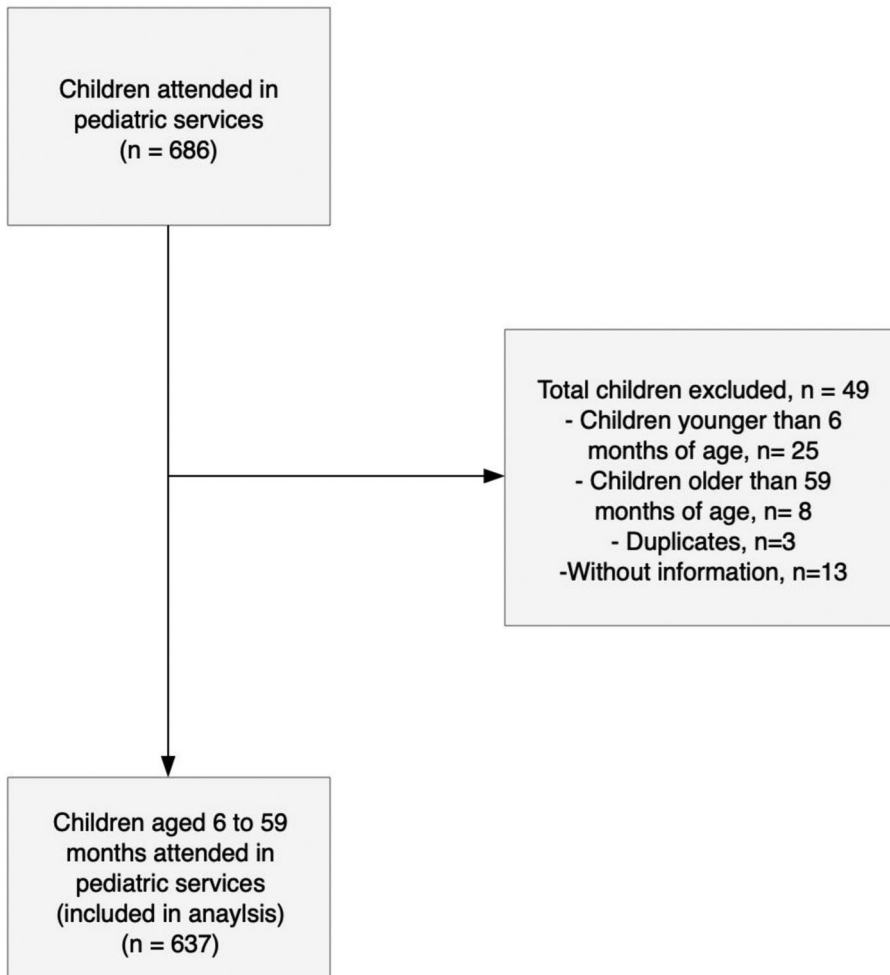 Children attended in
pediatric services
(n = 686)
Total children excluded, n = 49
- Children younger than 6
months of age, n= 25
- Children older than 59
months of age, n= 8
- Duplicates, n=3
-Without information, n=13
Children aged 6 to 59
months attended in
pediatric services
(included in anaylsis)
(n = 637)